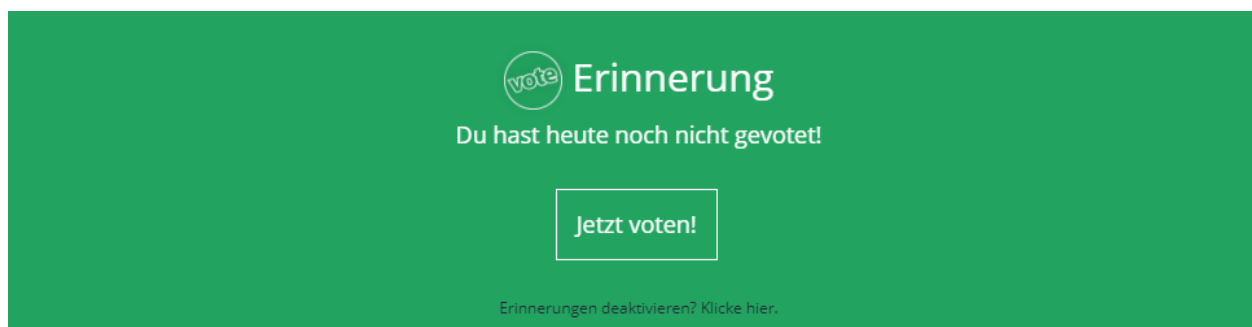 vote Erinnerung
Du hast heute noch nicht gevotet!
Jetzt voten!
Erinnerungen deaktivieren? Klicke hier.